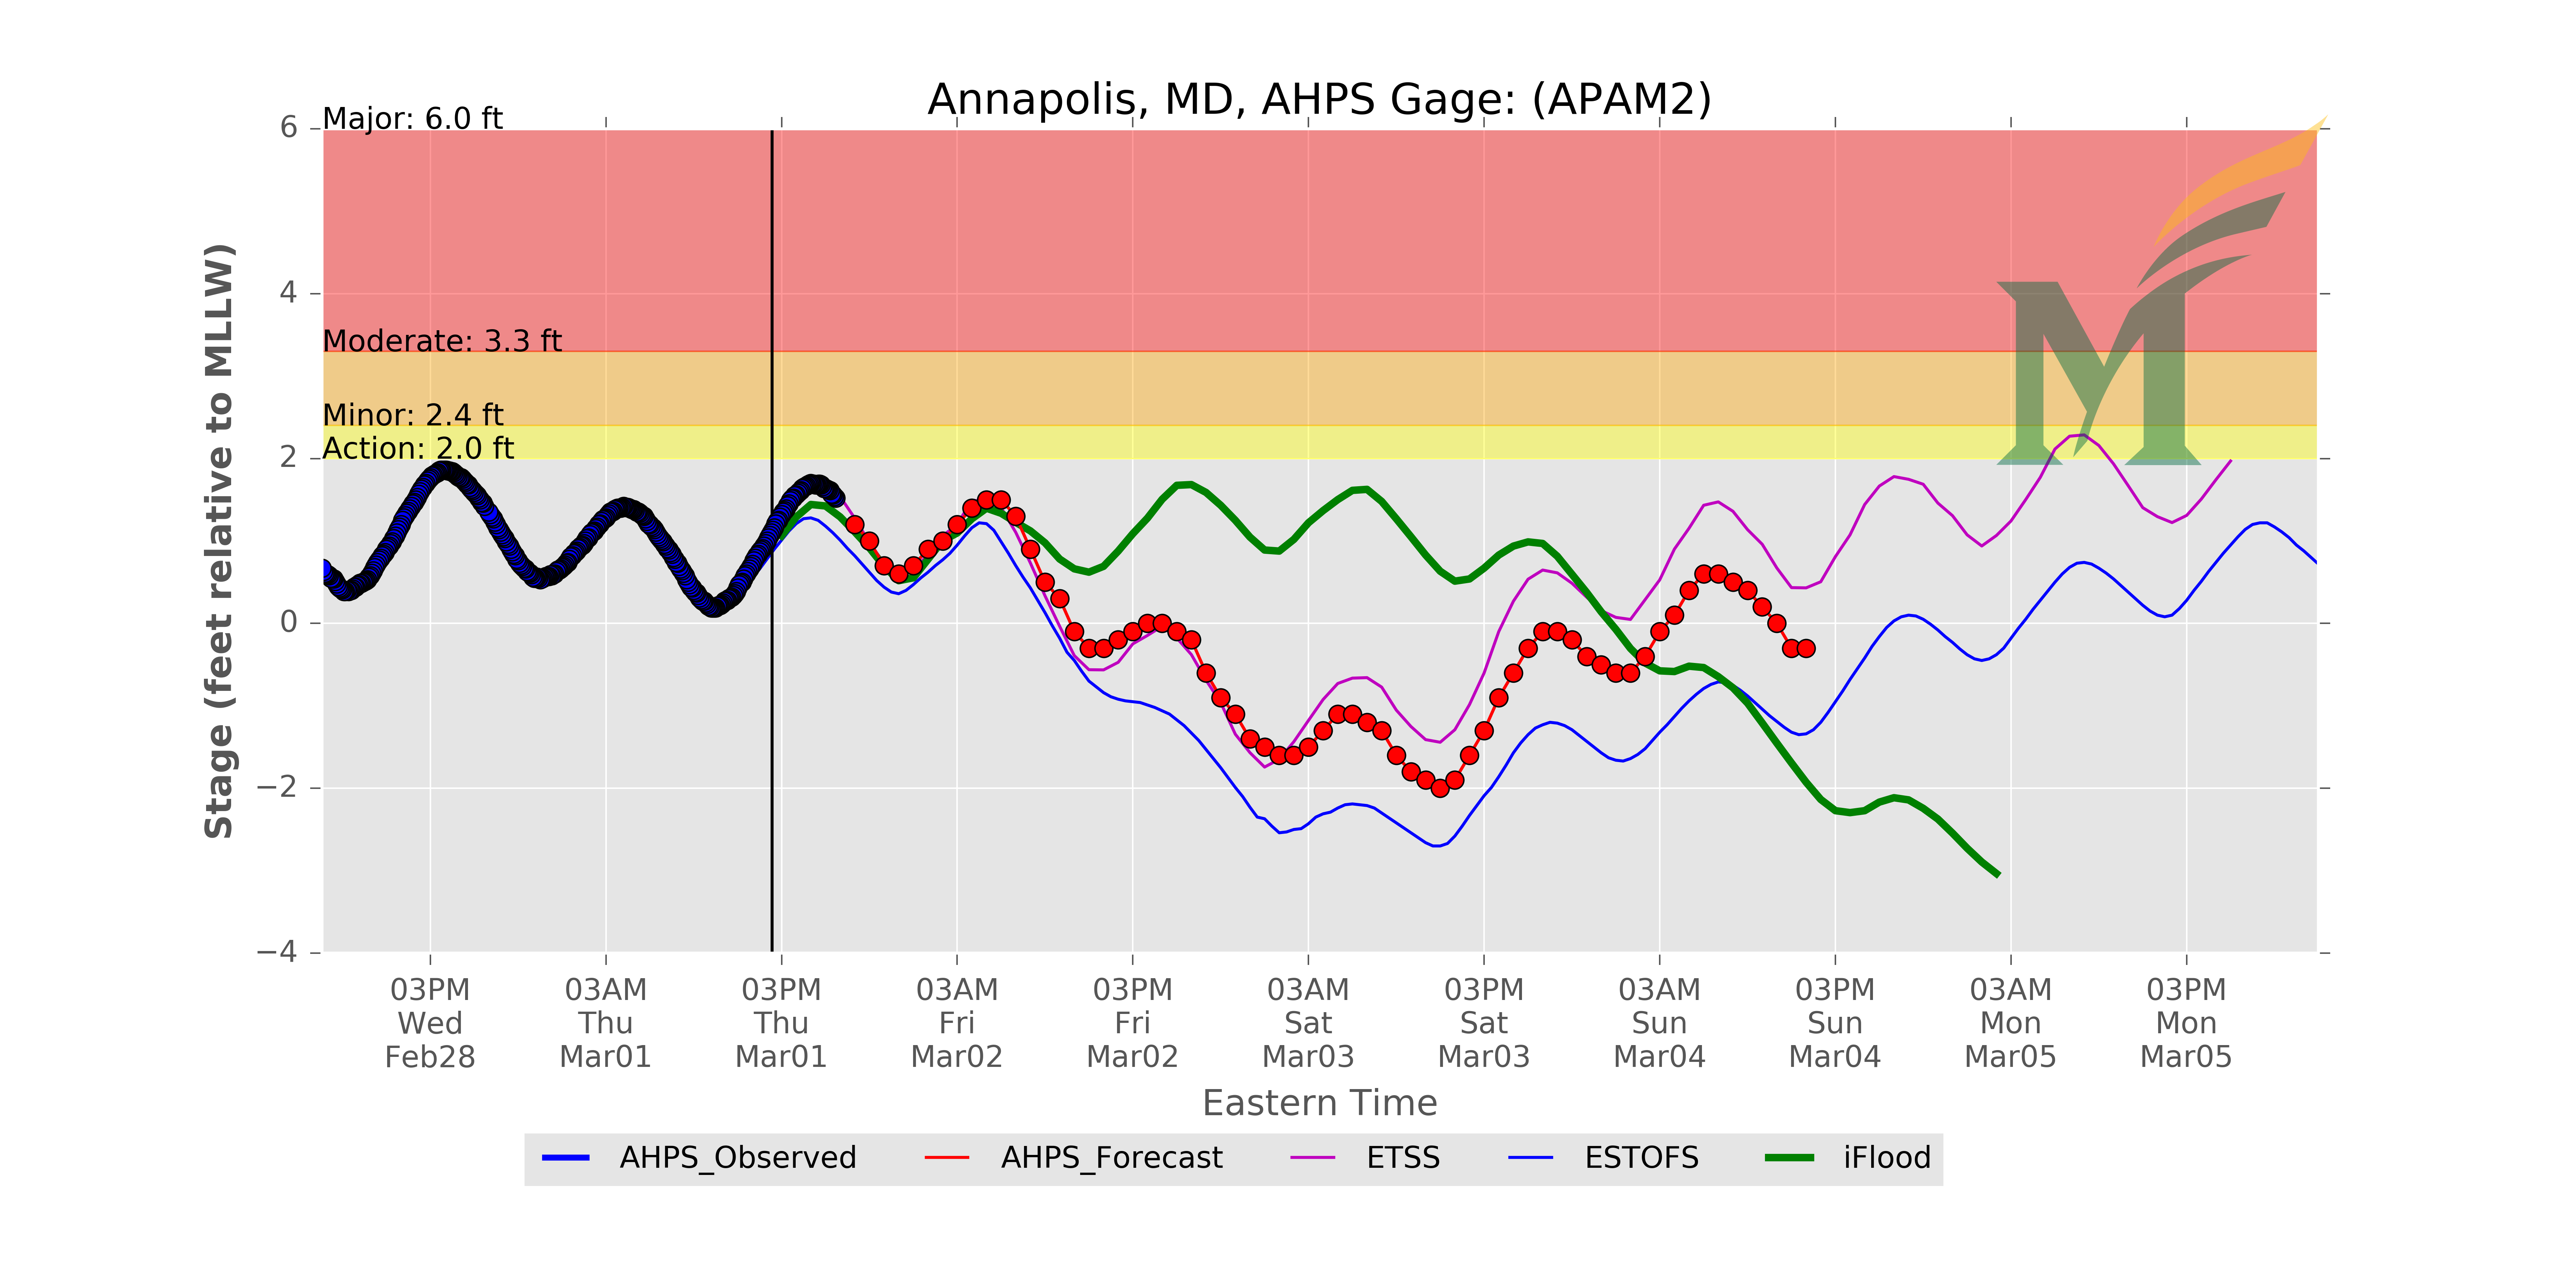 Annapolis, MD, AHPS Gage: (APAM2)
Major: 6.0 ft
Moderate: 3.3 ft
Minor: 2.4 ft
Action: 2.0 ft
6
4
2
0
−2
−4
Stage (feet relative to MLLW)
03PM 03AM 03PM 03AM 03PM 03AM 03PM 03AM 03PM 03AM 03PM
Wed Thu Thu Fri Fri Sat Sat Sun Sun Mon Mon
Feb28 Mar01 Mar01 Mar02 Mar02 Mar03 Mar03 Mar04 Mar04 Mar05 Mar05
Eastern Time
AHPS_Observed AHPS_Forecast ETSS ESTOFS iFlood
M